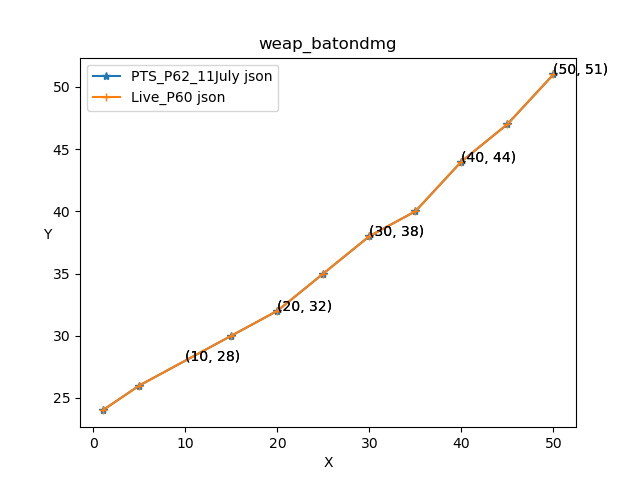 weap_batondmg
PTS_P62_11July json
Live_P60 json
(50, 51)
(40, 44)
(30, 38)
(20, 32)
(10, 28)
50
45
40
35
30
25
Y
0 10 20 30 40 50
X